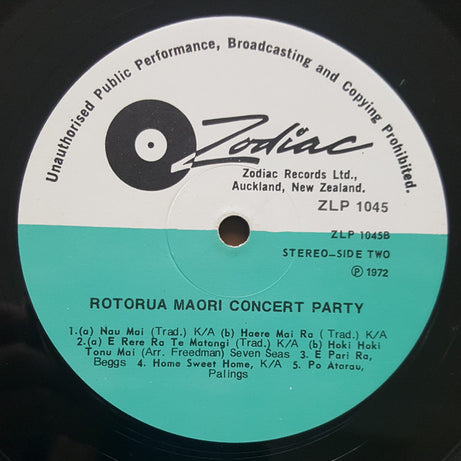 Unauthorised Public Performance, Broadcasting and Copying Prohibited.
Zodiac
Zodiac Records Ltd.,
Auckland, New Zealand.
ZLP 1045
ZLP 1045B
STEREO-SIDE TWO
Ⓟ 1972
ROTORUA MAORI CONCERT PARTY
1.(a) Nau Mai (Trad.) K/A (b) Haere Mai Ra ( Trad.) K/A
2.(a) E Rere Ra Te Matangi (Trad.) K/A (b) Hoki Hoki
Tonu Mai (Arr. Freedman) Seven Seas 3. E Pari Ra,
Beggs 4. Home Sweet Home, K/A 5. Po Atarau,
Palings